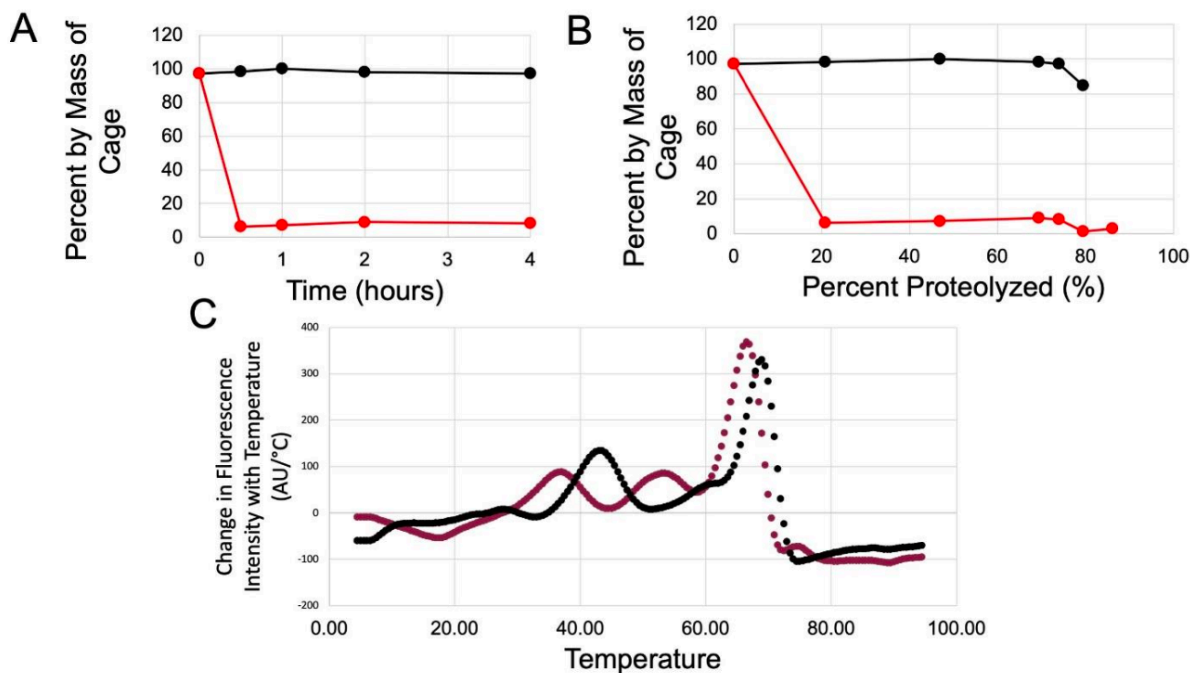 A
Percent by Mass of
Cage
120
100
80
60
40
20
0
0 1 2 3 4
Time (hours)
B
Percent by Mass of
Cage
120
100
80
60
40
20
0
0 20 40 60 80 100
Percent Proteolyzed (%)
C
Change in Fluorescence
Intensity with Temperature
(AU/°C)
400
300
200
100
0
-100
-200
0.00 20.00 40.00 60.00 80.00 100.00
Temperature